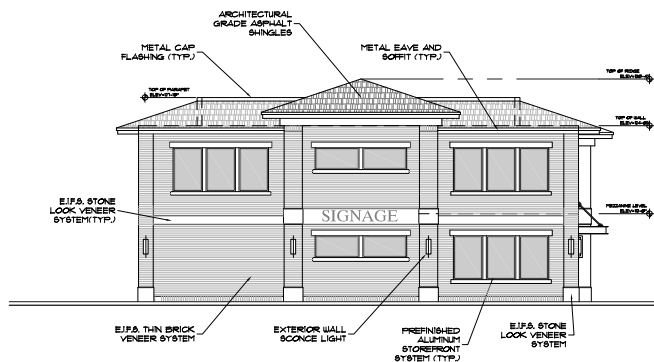 ARCHITECTURAL
GRADE ASPHALT
SHINGLES
METAL CAP
FLASHING (TYP.)
METAL EAVE AND
SOFFIT (TYP.)
TOP OF RIDGE
TOP OF PARAPET
TOP OF WALL
E.I.F.S. STONE
LOOK VENEER
SYSTEM(TYP.)
MEZZANINE LEVEL
SIGNAGE
E.I.F.S. THIN BRICK
VENEER SYSTEM
EXTERIOR WALL
SCONCE LIGHT
PREFINISHED
ALUMINUM
STOREFRONT
SYSTEM (TYP.)
E.I.F.S. STONE
LOOK VENEER
SYSTEM